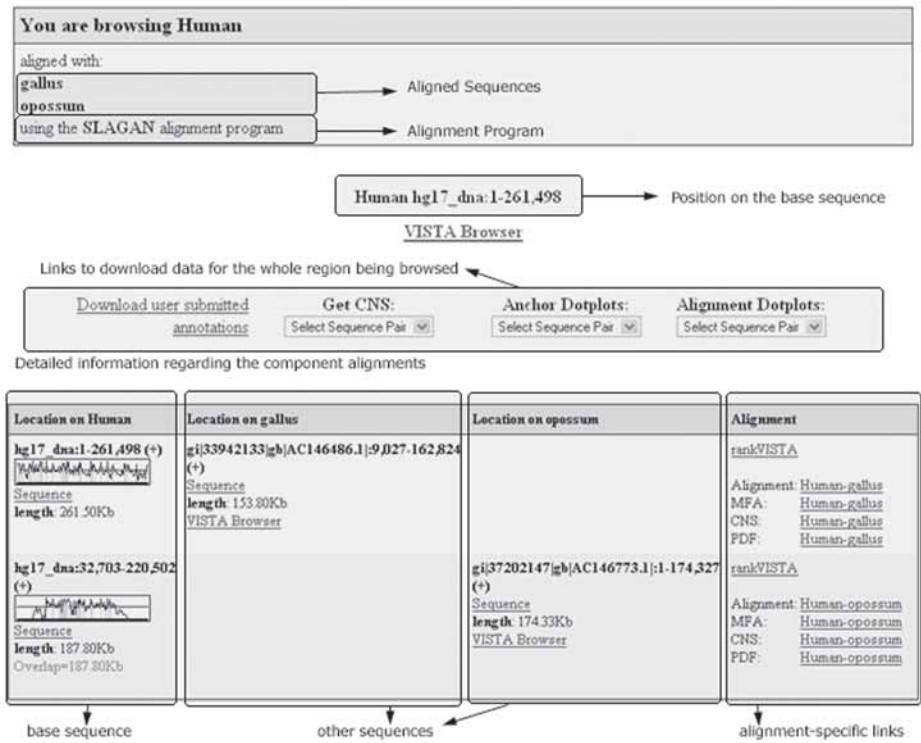 You are browsing Human
aligned with:
gallus
opossum
using the SLAGAN alignment program
Aligned Sequences
Alignment Program
Human hg17_dna:1-261,498
Position on the base sequence
VISTA Browser
Links to download data for the whole region being browsed
Download user submitted annotations
Get CNS:
Select Sequence Pair
Anchor Dotplots:
Select Sequence Pair
Alignment Dotplots:
Select Sequence Pair
Detailed information regarding the component alignments
Location on Human
Location on gallus
Location on opossum
Alignment
hg17_dna:1-261,498 (+)
Sequence
length: 261.50Kb
gi|33942133|gb|AC146486.1|:9,027-162,824
(+)
Sequence
length: 153.80Kb
VISTA Browser
rankVISTA
Alignment: Human-gallus
MFA: Human-gallus
CNS: Human-gallus
PDF: Human-gallus
hg17_dna:32,703-220,502
(+)
Sequence
length: 187.80Kb
Overlap=187.80Kb
gi|37202147|gb|AC146773.1|:1-174,327
(+)
Sequence
length: 174.33Kb
VISTA Browser
rankVISTA
Alignment: Human-opossum
MFA: Human-opossum
CNS: Human-opossum
PDF: Human-opossum
base sequence
other sequences
alignment-specific links